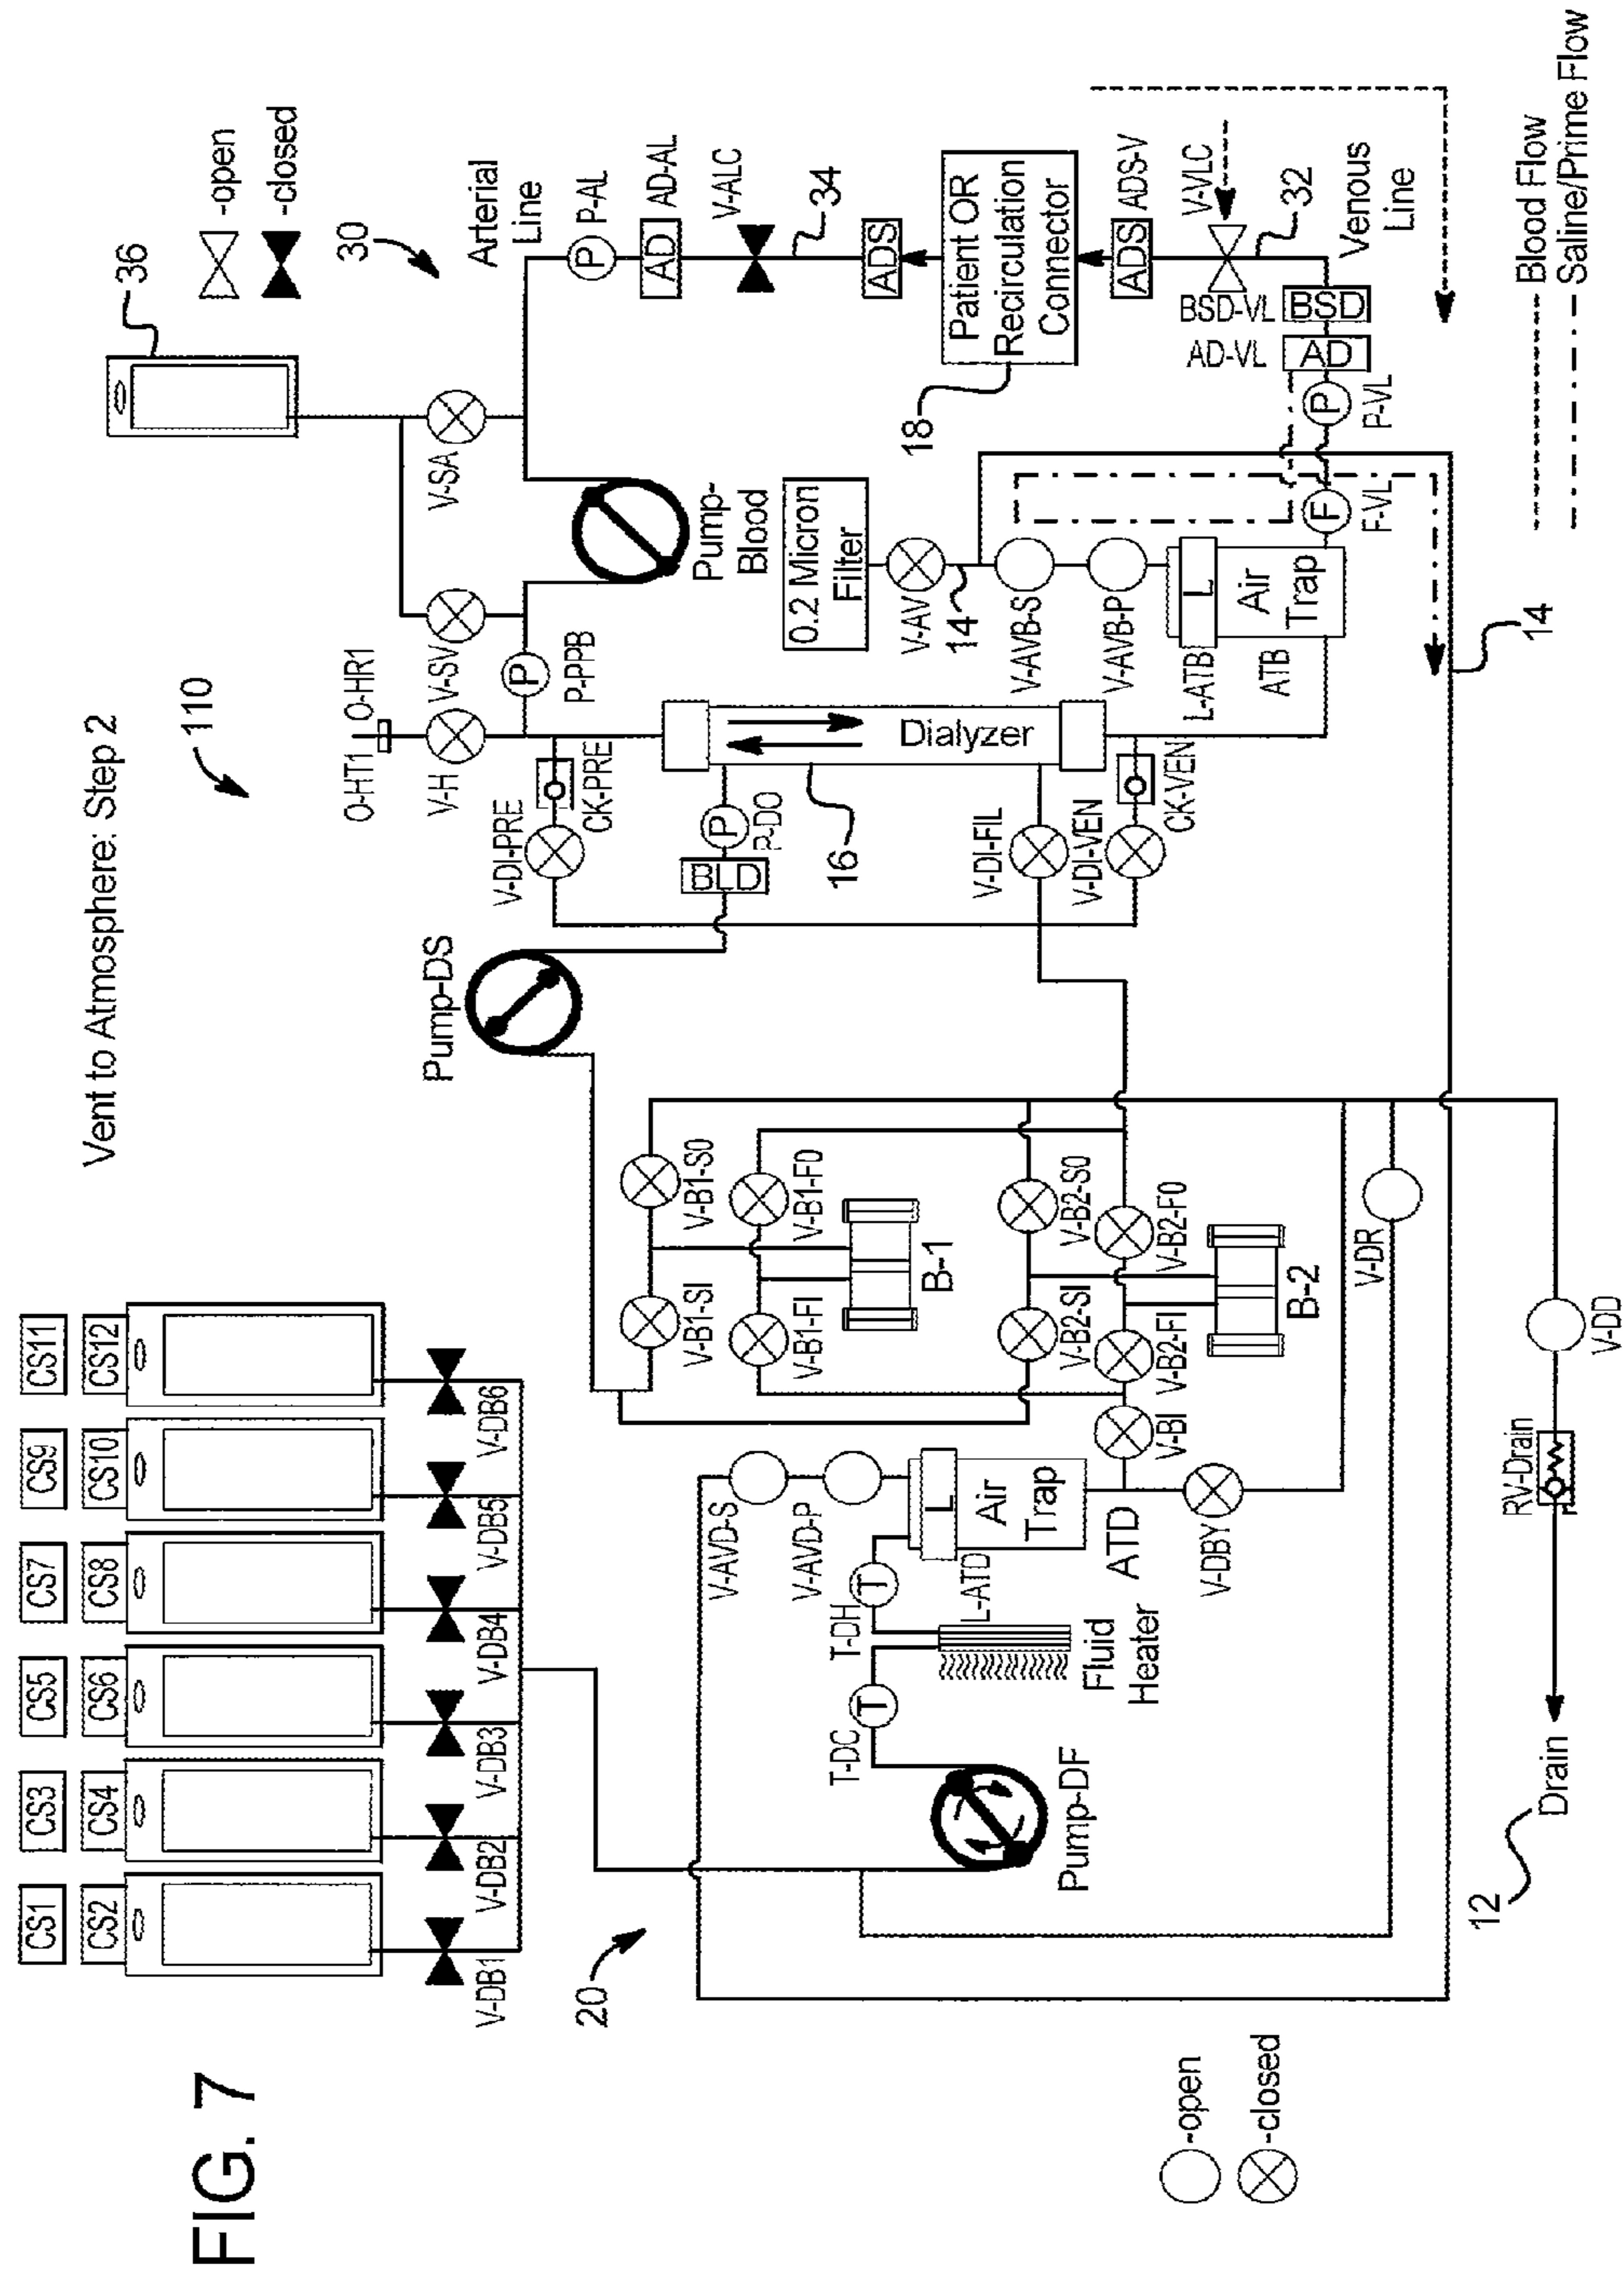 FIG. 7
Vent to Atmosphere: Step 2
110
CS1
CS2
CS3
CS4
CS5
CS6
CS7
CS8
CS9
CS10
CS11
CS12
V-DB1
V-DB2
V-DB3
V-DB4
V-DB5
V-DB6
20
36
-open
-closed
30
Arterial
Line
P-AL
P
AD
AD-AL
V-ALC
34
ADS
Patient OR
Recirculation
Connector
18
ADS
ADS-V
V-VLC
32
Venous
Line
BSD-VL
BSD
AD-VL
AD
P
P-VL
F
F-VL
V-SA
V-SV
Pump-
Blood
O-HT1
O-HR1
V-H
P
P-PPB
V-DI-PRE
CK-PRE
Dialyzer
16
P
P-DO
BLD
V-DI-FIL
V-DI-VEN
CK-VEN
0.2 Micron
Filter
V-AV
14
V-AVB-S
V-AVB-P
L
L-ATB
Air
Trap
ATB
14
Pump-DS
V-B1-S0
V-B1-SI
V-B1-F0
V-B1-FI
B-1
V-B2-S0
V-B2-SI
V-B2-F0
V-B2-FI
B-2
V-BI
V-DBY
V-DR
V-DD
RV-Drain
Drain
12
V-AVD-S
V-AVD-P
L
L-ATD
Air
Trap
ATD
T
T-DH
T
T-DC
Fluid
Heater
Pump-DF
-open
-closed
Blood Flow
Saline/Prime Flow